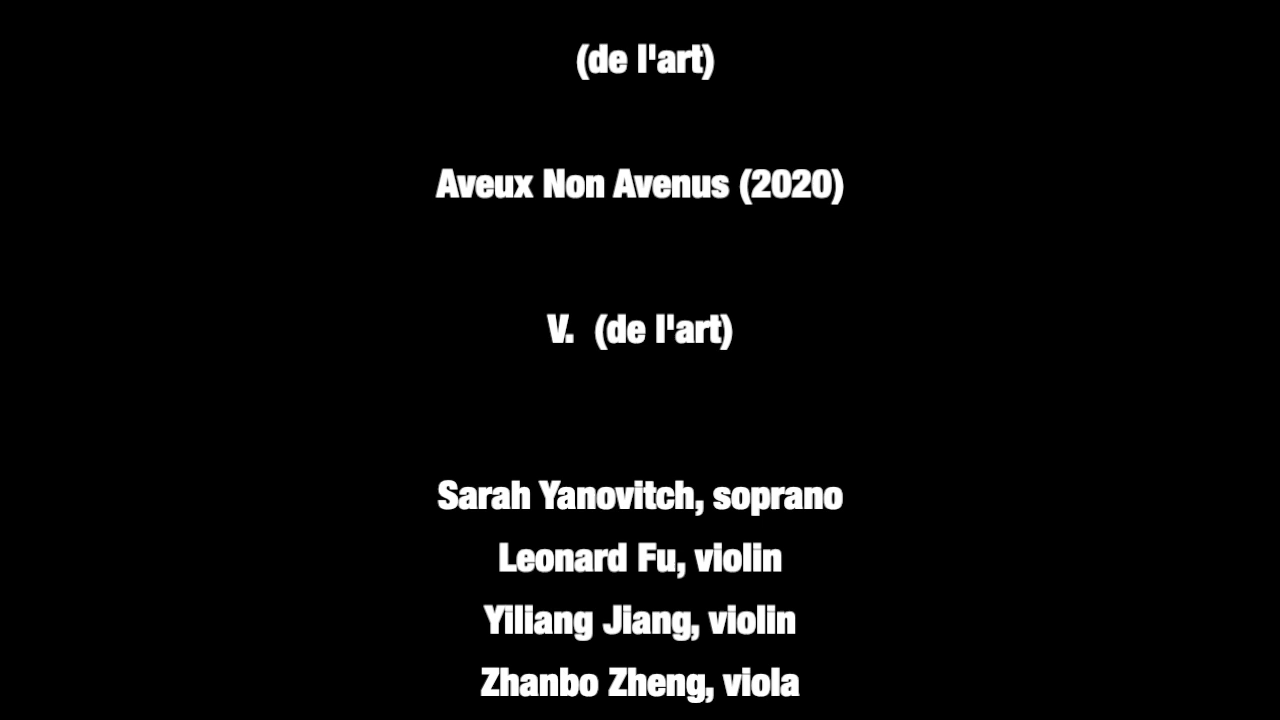 (de l'art)
Aveux Non Avenus (2020)
V.  (de l'art)
Sarah Yanovitch, soprano
Leonard Fu, violin
Yiliang Jiang, violin
Zhanbo Zheng, viola